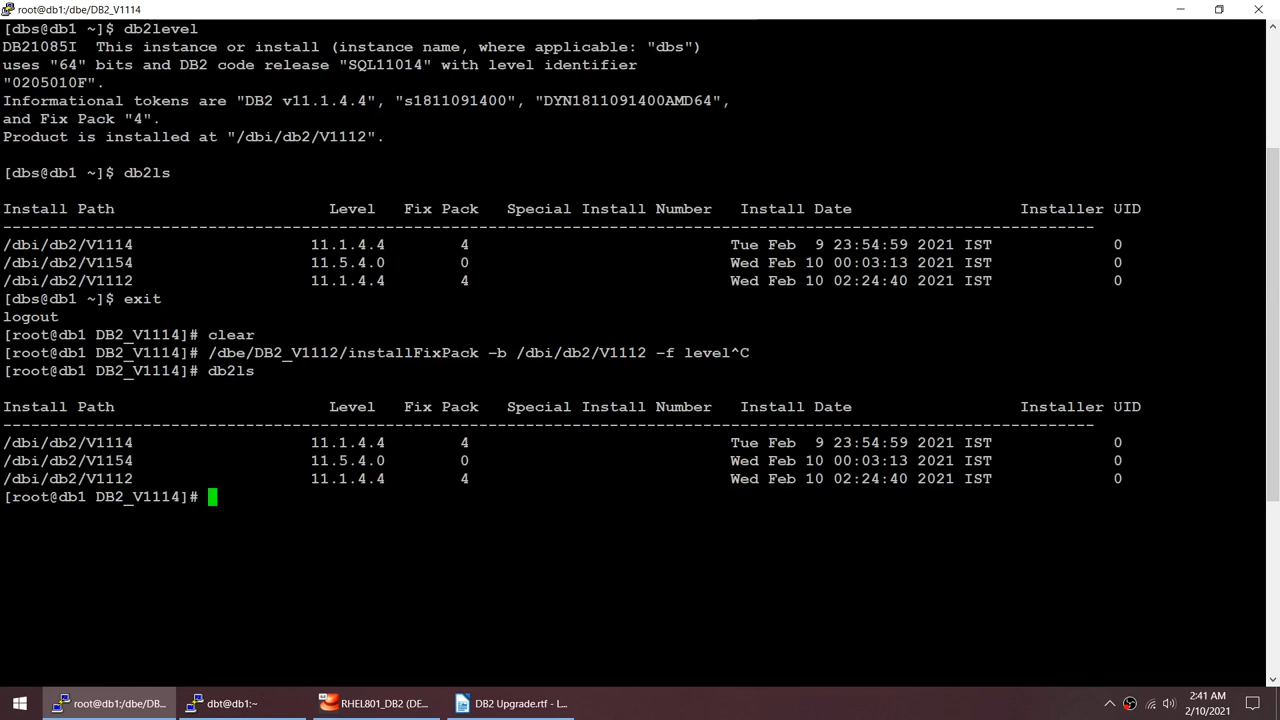 root@db1:/dbe/DB2_V1114
[dbs@db1 ~]$ db2level
DB21085I  This instance or install (instance name, where applicable: "dbs")
uses "64" bits and DB2 code release "SQL11014" with level identifier
"0205010F".
Informational tokens are "DB2 v11.1.4.4", "s1811091400", "DYN1811091400AMD64",
and Fix Pack "4".
Product is installed at "/dbi/db2/V1112".
[dbs@db1 ~]$ db2ls
Install Path Level Fix Pack Special Install Number Install Date Installer UID
---------------------------------------------------------------------------------------------------------------------
/dbi/db2/V1114 11.1.4.4 4 Tue Feb  9 23:54:59 2021 IST 0
/dbi/db2/V1154 11.5.4.0 0 Wed Feb 10 00:03:13 2021 IST 0
/dbi/db2/V1112 11.1.4.4 4 Wed Feb 10 02:24:40 2021 IST 0
[dbs@db1 ~]$ exit
logout
[root@db1 DB2_V1114]# clear
[root@db1 DB2_V1114]# /dbe/DB2_V1112/installFixPack -b /dbi/db2/V1112 -f level^C
[root@db1 DB2_V1114]# db2ls
Install Path Level Fix Pack Special Install Number Install Date Installer UID
---------------------------------------------------------------------------------------------------------------------
/dbi/db2/V1114 11.1.4.4 4 Tue Feb  9 23:54:59 2021 IST 0
/dbi/db2/V1154 11.5.4.0 0 Wed Feb 10 00:03:13 2021 IST 0
/dbi/db2/V1112 11.1.4.4 4 Wed Feb 10 02:24:40 2021 IST 0
[root@db1 DB2_V1114]#
root@db1:/dbe/DB... dbt@db1:~ RHEL801_DB2 (DE... DB2 Upgrade.rtf - L... 2:41 AM
2/10/2021